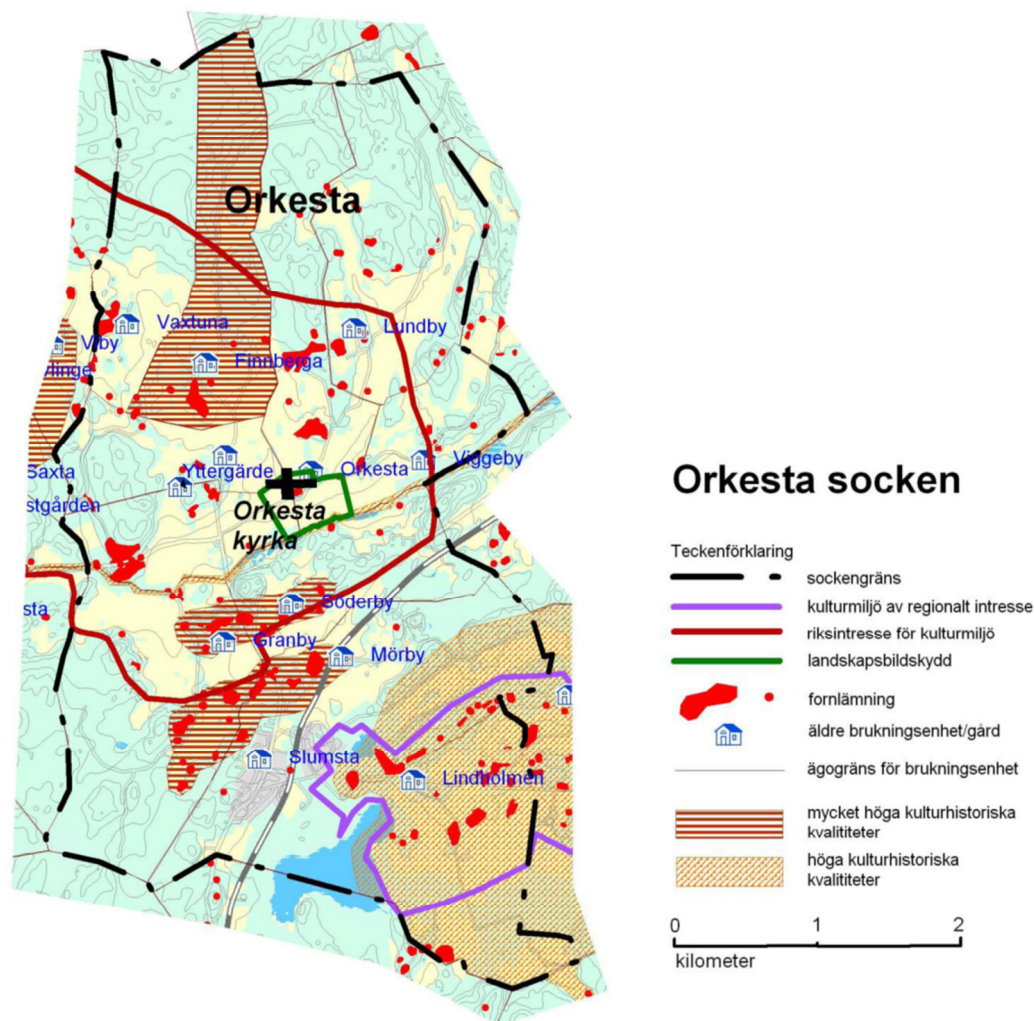 Orkesta
Vaxtuna
Lundby
Viby
Finnberga
Yttergärde
Orkesta
Viggeby
Saxta
stgården
Orkesta
kyrka
Söderby
sta
Granby
Mörby
Slumsta
Lindholmen
Orkesta socken
Teckenförklaring
sockengräns
kulturmiljö av regionalt intresse
riksintresse för kulturmiljö
landskapsbildskydd
fornlämning
äldre brukningsenhet/gård
ägogräns för brukningsenhet
mycket höga kulturhistoriska
kvalititeter
höga kulturhistoriska
kvalititeter
0 1 2
kilometer